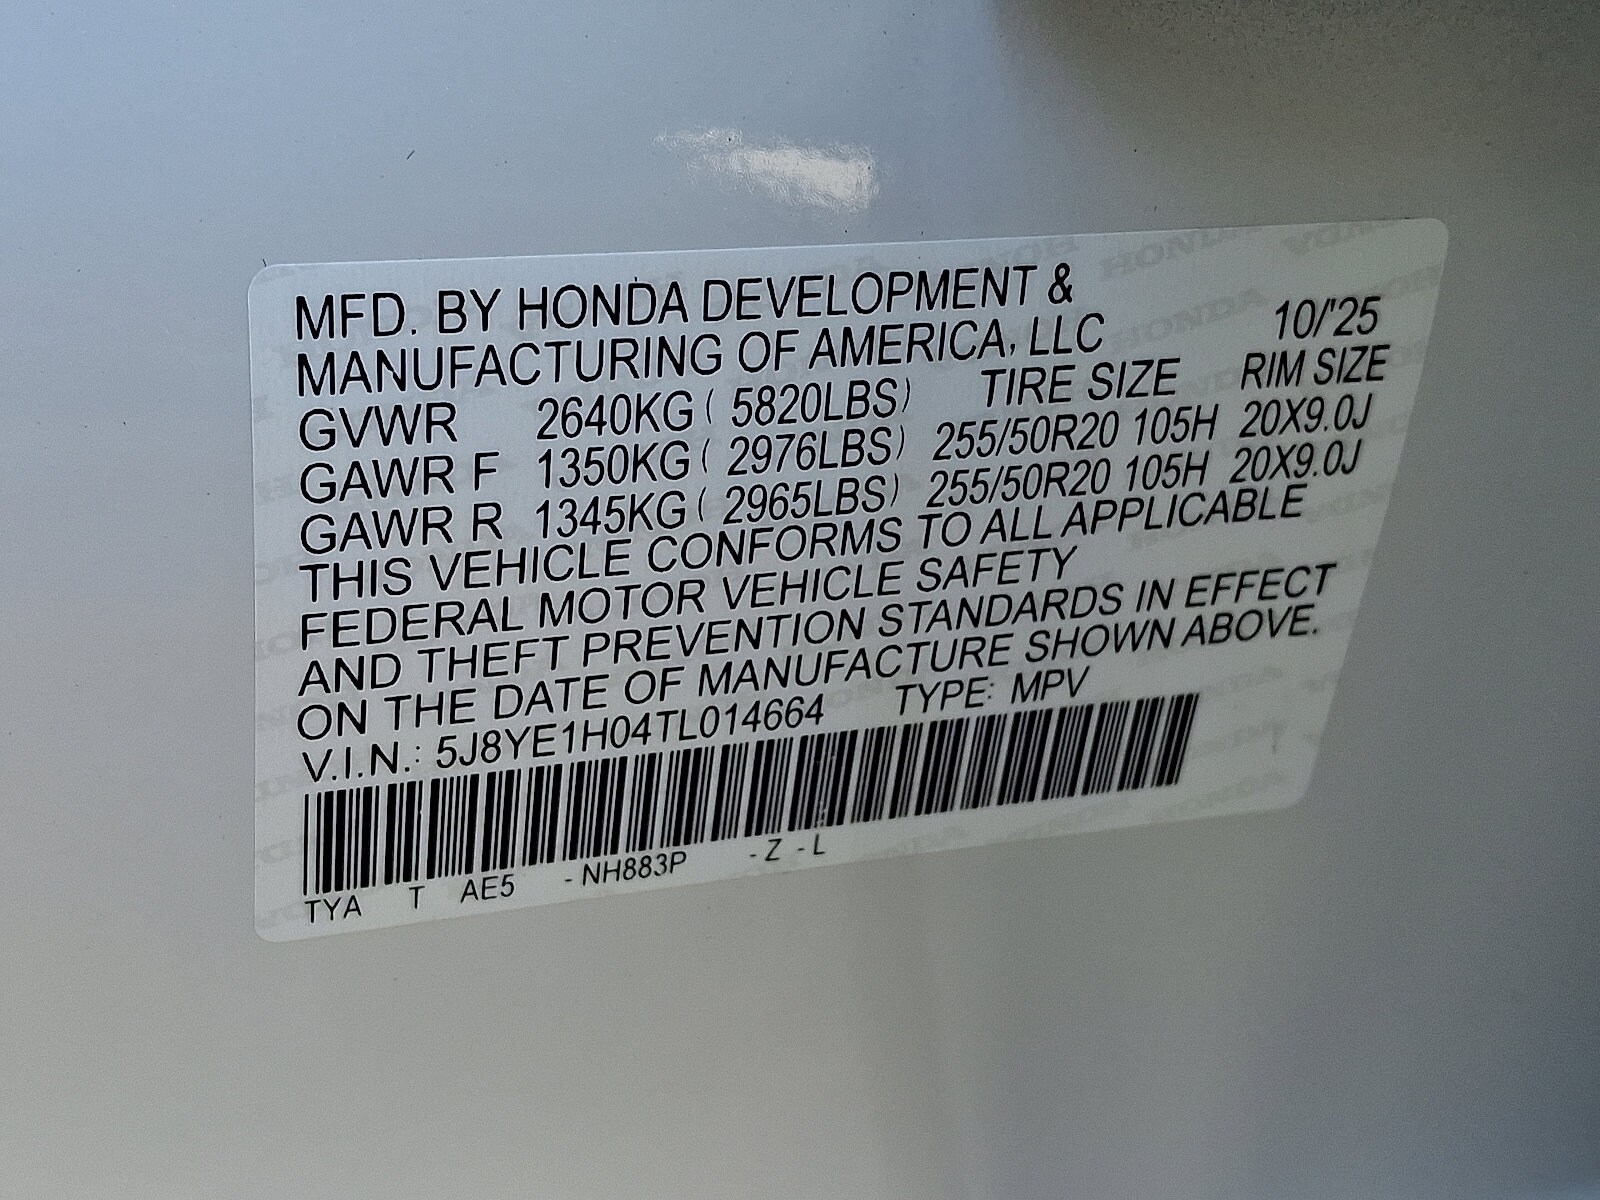 MFD. BY HONDA DEVELOPMENT &
MANUFACTURING OF AMERICA, LLC 10/'25
GVWR 2640KG ( 5820LBS) TIRE SIZE RIM SIZE
GAWR F 1350KG ( 2976LBS) 255/50R20 105H 20X9.0J
GAWR R 1345KG ( 2965LBS) 255/50R20 105H 20X9.0J
THIS VEHICLE CONFORMS TO ALL APPLICABLE
FEDERAL MOTOR VEHICLE SAFETY
AND THEFT PREVENTION STANDARDS IN EFFECT
ON THE DATE OF MANUFACTURE SHOWN ABOVE.
V.I.N.: 5J8YE1H04TL014664 TYPE: MPV
TYA T AE5 - NH883P - Z - L